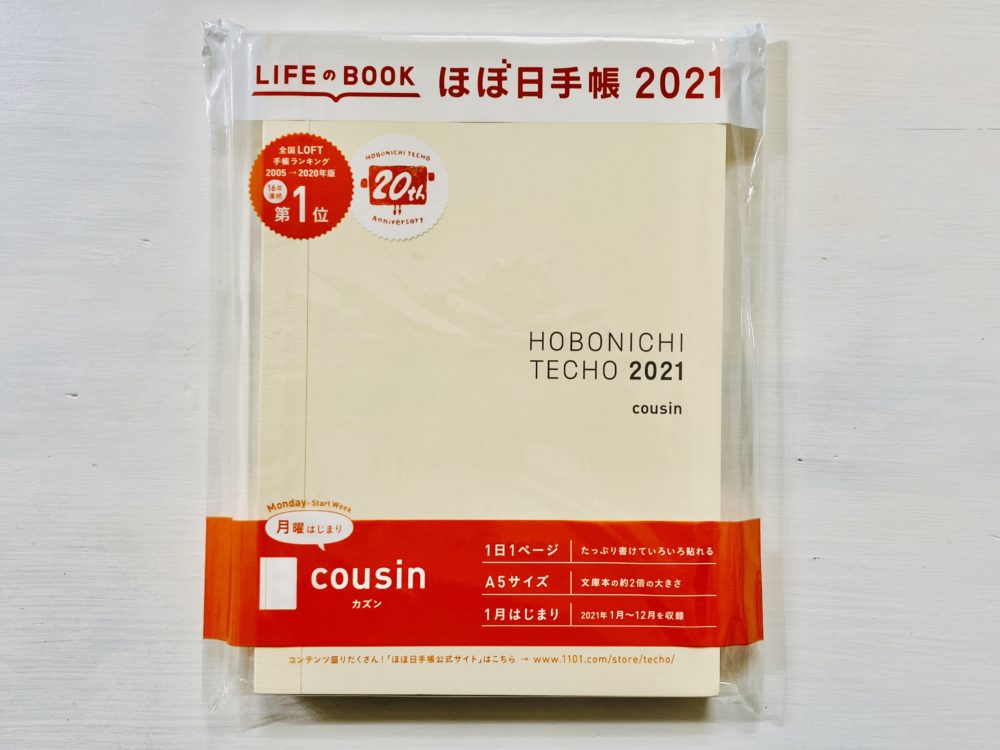 LIFEのBOOK ほぼ日手帳 2021
全国LOFT
手帳ランキング
2005→2020年版
16年
連続
第1位
HOBONICHI TECHO
20th
Anniversary
HOBONICHI
TECHO 2021
cousin
Monday-Start Week
月曜はじまり
cousin
カズン
1日1ページ たっぷり書けていろいろ貼れる
A5サイズ 文庫本の約2倍の大きさ
1月はじまり 2021年1月〜12月を収録
コンテンツ盛りだくさん!「ほぼ日手帳公式サイト」はこちら → www.1101.com/store/techo/